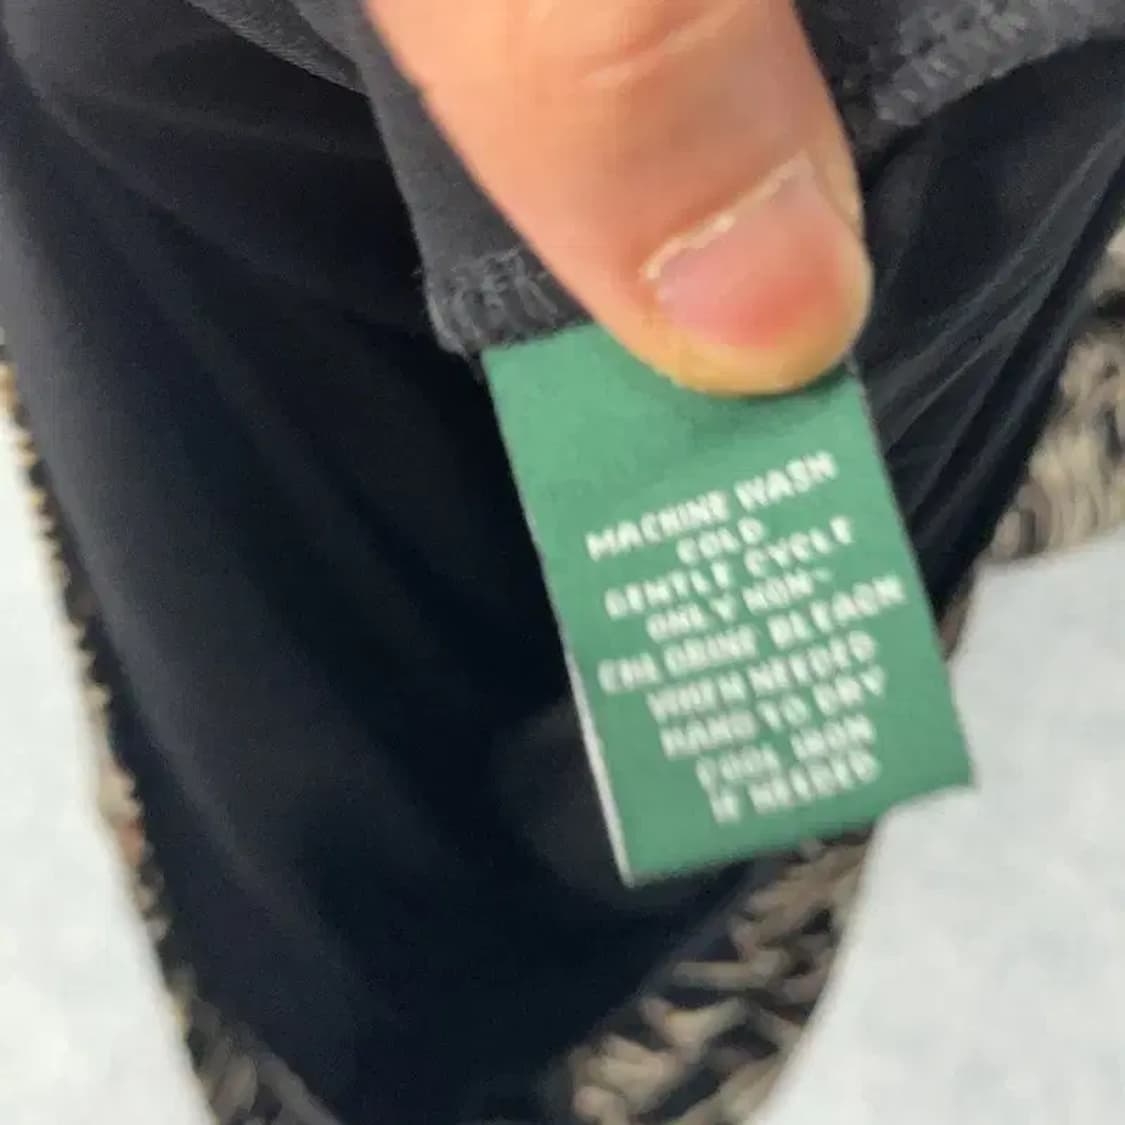 MACHINE WASH
COLD
GENTLE CYCLE
ONLY NON-
CHLORINE BLEACH
WHEN NEEDED
HANG TO DRY
COOL IRON
IF NEEDED